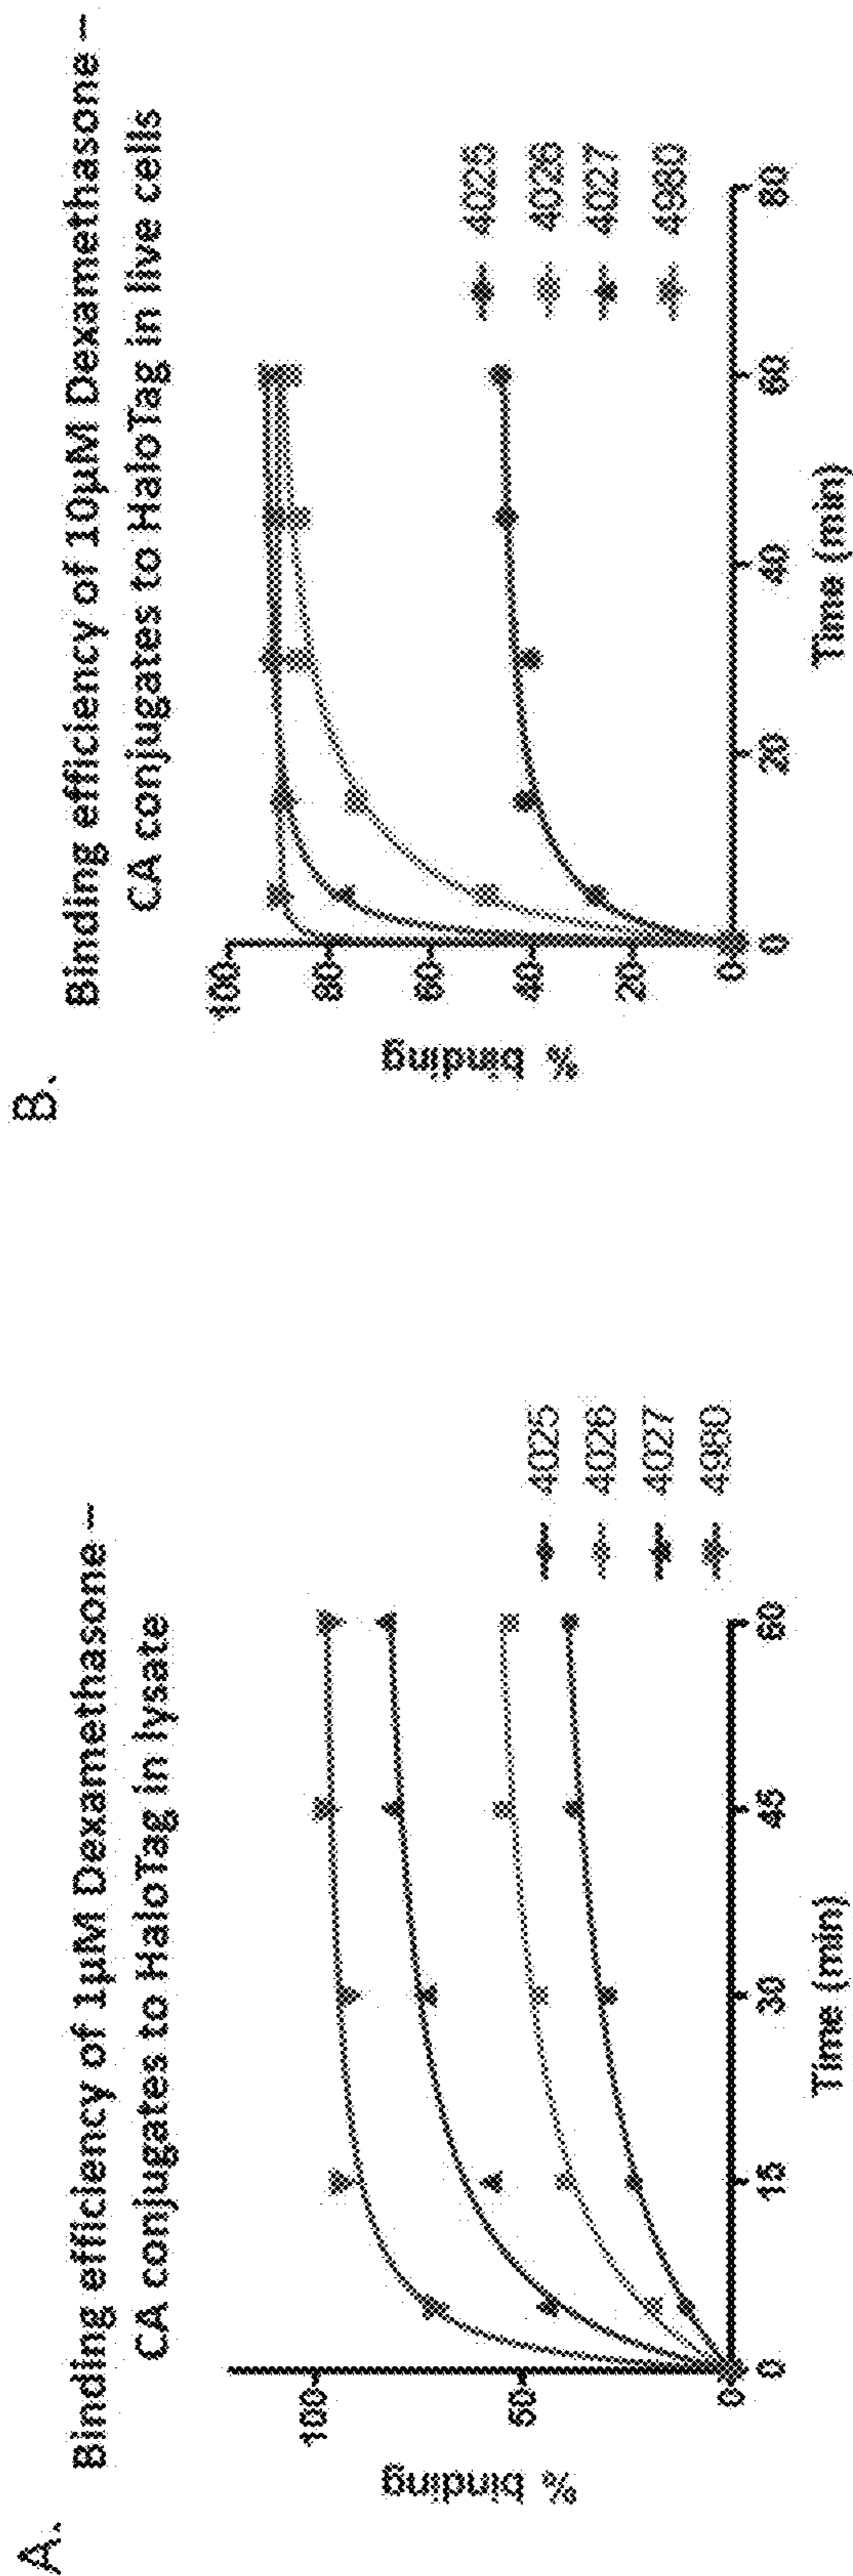 A.
Binding efficiency of 1µM Dexamethasone –
CA conjugates to HaloTag in lysate
% binding
100
50
0
0
15
30
45
60
Time (min)
4025
4026
4027
4980
B.
Binding efficiency of 10µM Dexamethasone –
CA conjugates to HaloTag in live cells
% binding
100
80
60
40
20
0
0
20
40
60
80
Time (min)
4025
4026
4027
4980